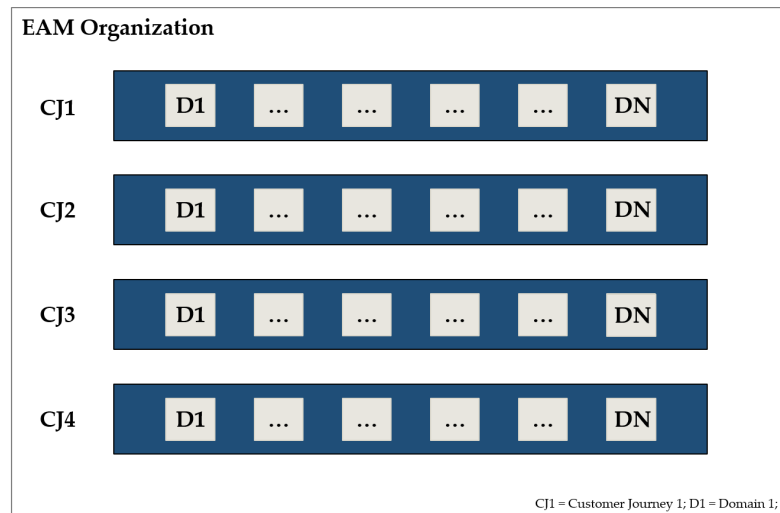 EAM Organization
CJ1 D1 ... ... ... ... DN
CJ2 D1 ... ... ... ... DN
CJ3 D1 ... ... ... ... DN
CJ4 D1 ... ... ... ... DN
CJ1 = Customer Journey 1; D1 = Domain 1;